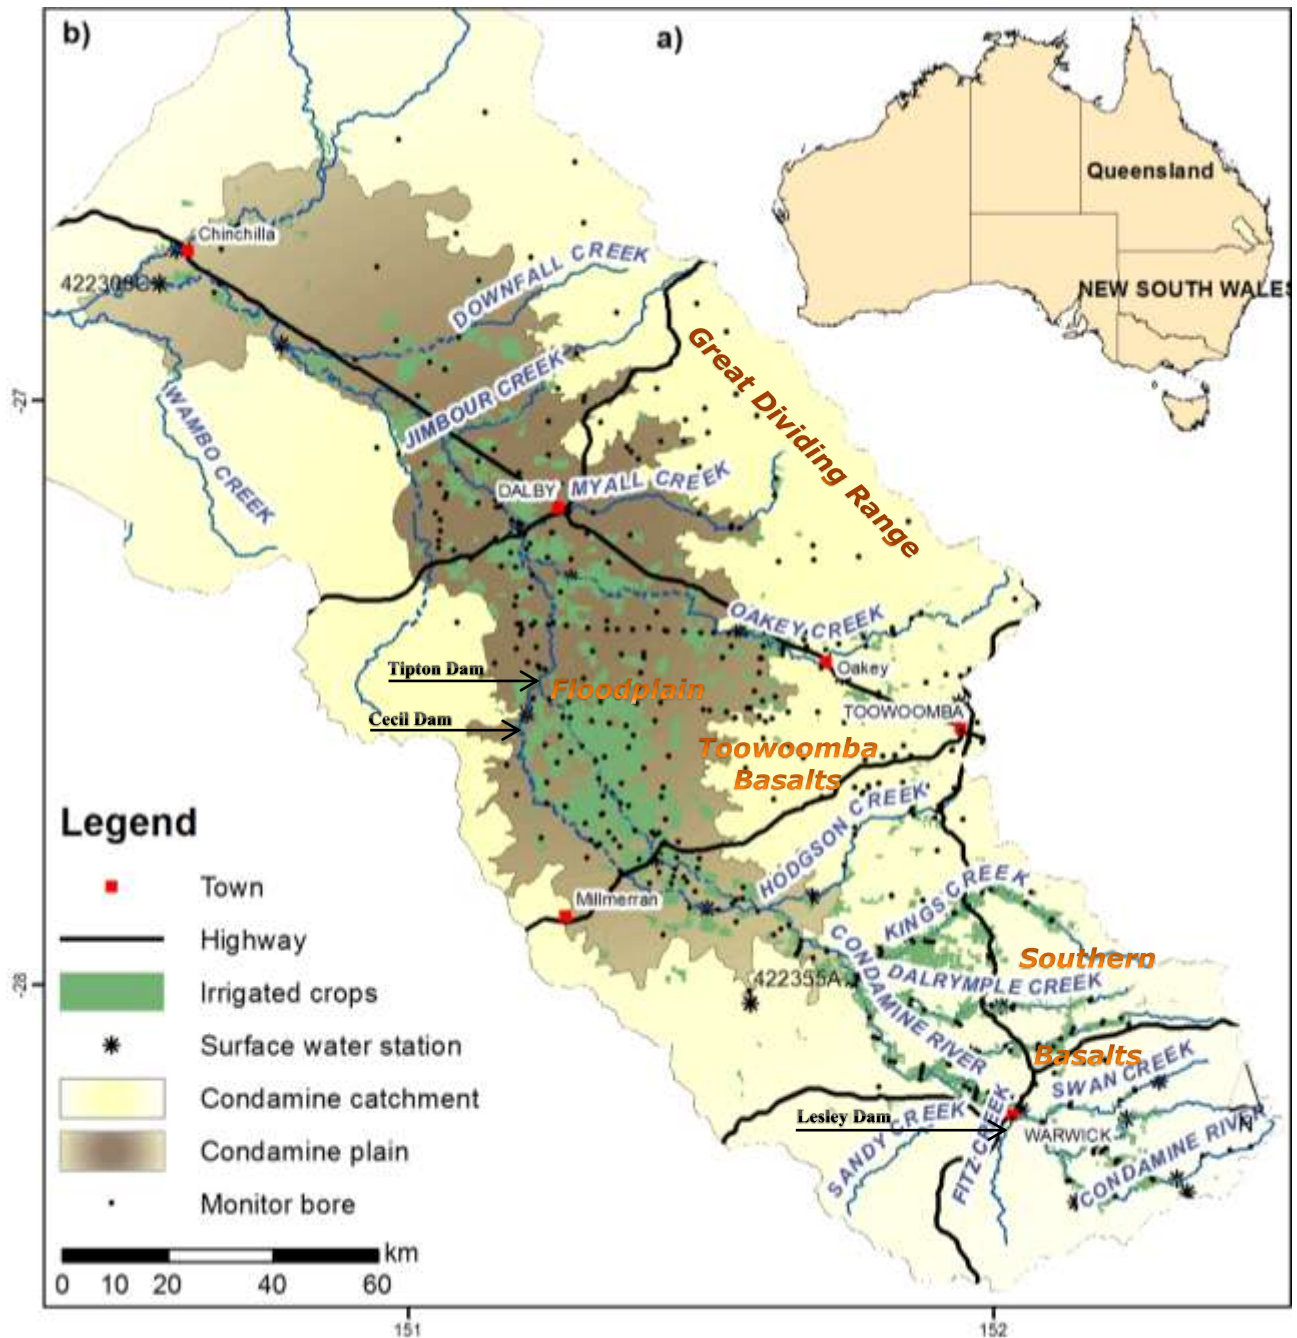 b)
a)
Queensland
NEW SOUTH WALES
Chinchilla
422308C
DOWNFALL CREEK
Great Dividing Range
-27
JIMBOUR CREEK
WAMBO CREEK
DALBY
MYALL CREEK
OAKEY CREEK
Oakey
Tipton Dam
Floodplain
Cecil Dam
TOOWOOMBA
Toowoomba
Basalts
HODGSON CREEK
Legend
Town
Highway
Irrigated crops
Surface water station
Condamine catchment
Condamine plain
Monitor bore
km
0 10 20 40 60
Millmerran
KINGS CREEK
CONDAMINE RIVER
Southern
-28
422355A
DALRYMPLE CREEK
Basalts
SWAN CREEK
Lesley Dam
SANDY CREEK
FITZ CREEK
WARWICK
N
CONDAMINE RIVER
151
152